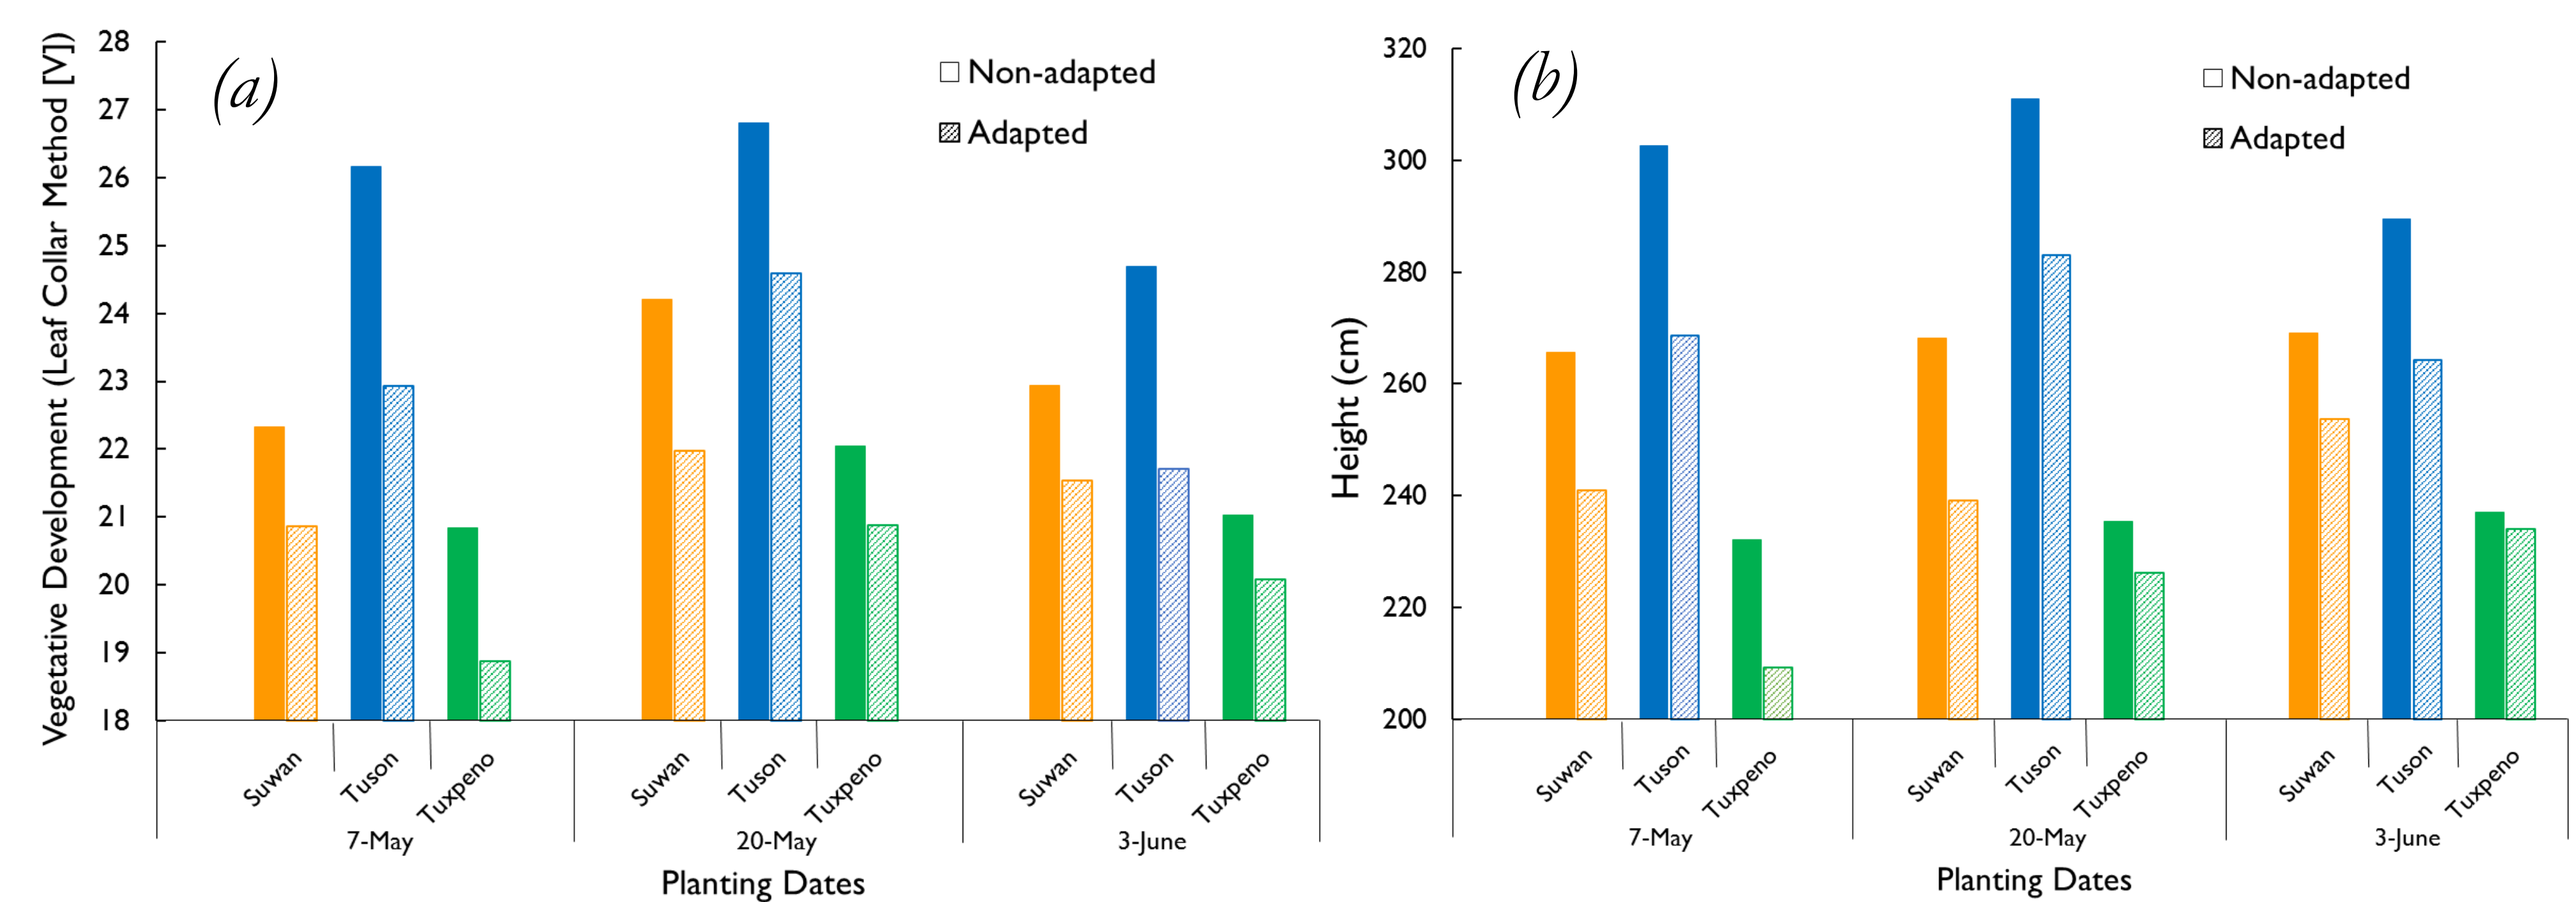 (a)
Vegetative Development (Leaf Collar Method [V])
28
27
26
25
24
23
22
21
20
19
18
Non-adapted
Adapted
Suwan
Tuson
Tuxpeno
Suwan
Tuson
Tuxpeno
Suwan
Tuson
Tuxpeno
7-May
20-May
3-June
Planting Dates
(b)
Height (cm)
320
300
280
260
240
220
200
Non-adapted
Adapted
Suwan
Tuson
Tuxpeno
Suwan
Tuson
Tuxpeno
Suwan
Tuson
Tuxpeno
7-May
20-May
3-June
Planting Dates